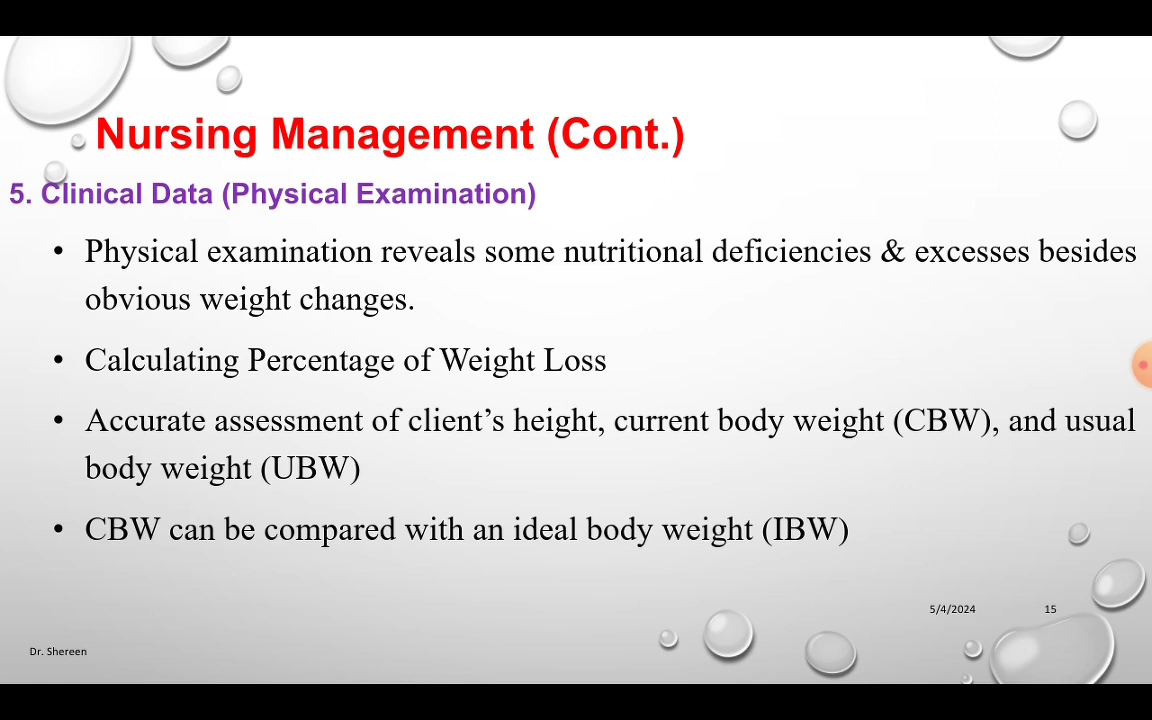 Nursing Management (Cont.)
5. Clinical Data (Physical Examination)
• Physical examination reveals some nutritional deficiencies & excesses besides
obvious weight changes.
• Calculating Percentage of Weight Loss
• Accurate assessment of client’s height, current body weight (CBW), and usual
body weight (UBW)
• CBW can be compared with an ideal body weight (IBW)
5/4/2024 15
Dr. Shereen